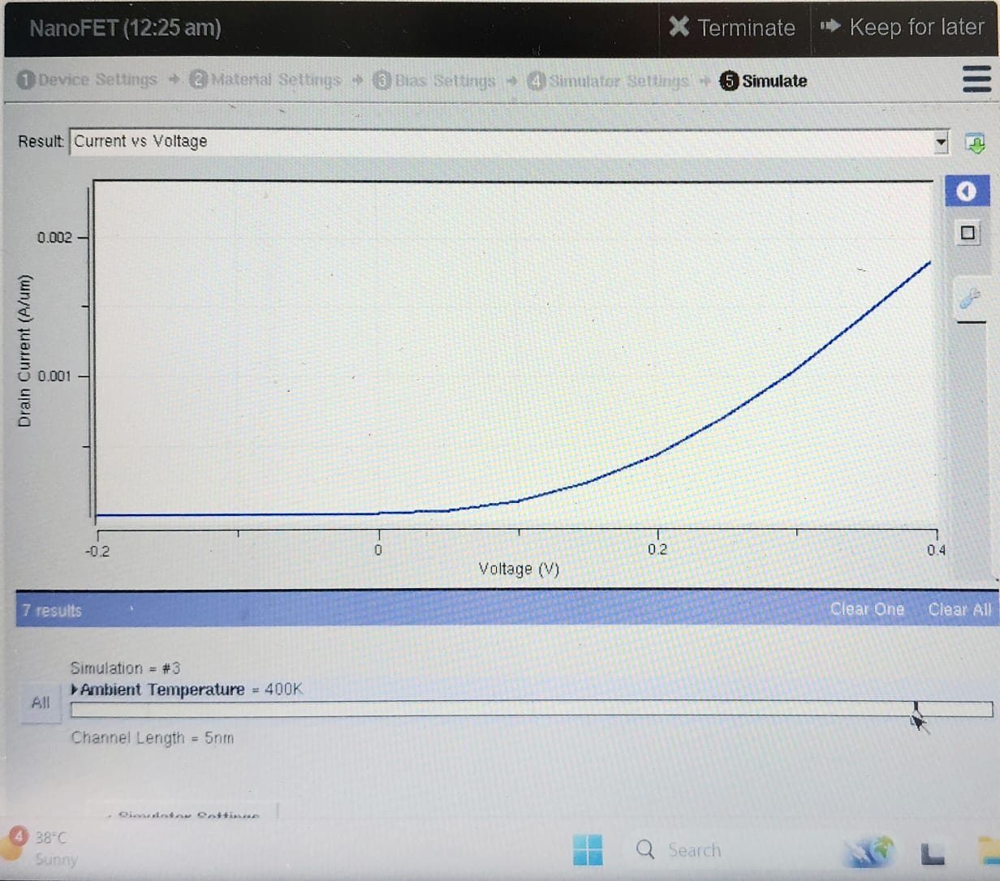 NanoFET (12:25 am) Terminate Keep for later
1 Device Settings 2 Material Settings 3 Bias Settings 4 Simulator Settings 5 Simulate
Result: Current vs Voltage
0.002
0.001
Drain Current (A/um)
-0.2 0 0.2 0.4
Voltage (V)
7 results Clear One Clear All
Simulation = #3
Ambient Temperature = 400K
All
Channel Length = 5nm
Simulator Settings
4 38°C
Sunny
Search